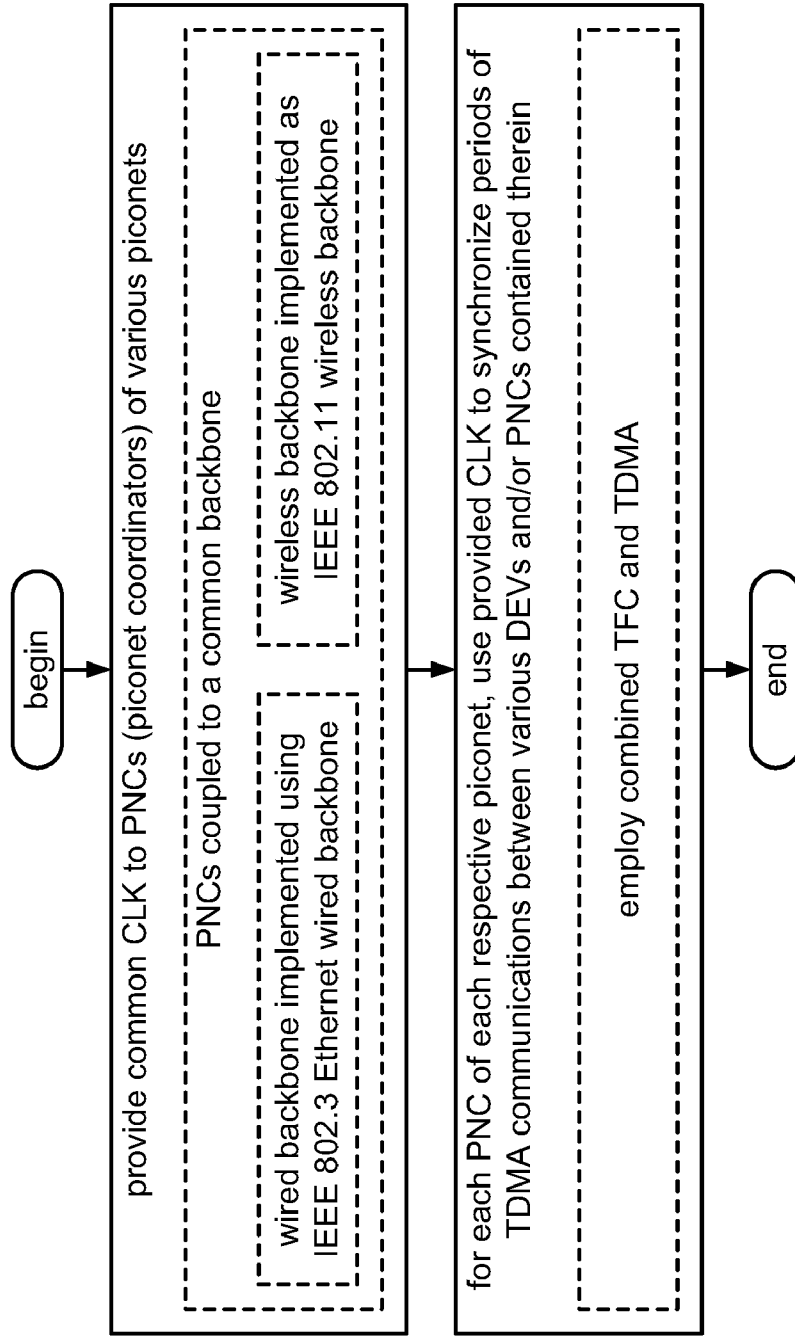 begin
provide common CLK to PNCs (piconet coordinators) of various piconets
PNCs coupled to a common backbone
wired backbone implemented using
IEEE 802.3 Ethernet wired backbone
wireless backbone implemented as
IEEE 802.11 wireless backbone
for each PNC of each respective piconet, use provided CLK to synchronize periods of
TDMA communications between various DEVs and/or PNCs contained therein
employ combined TFC and TDMA
end